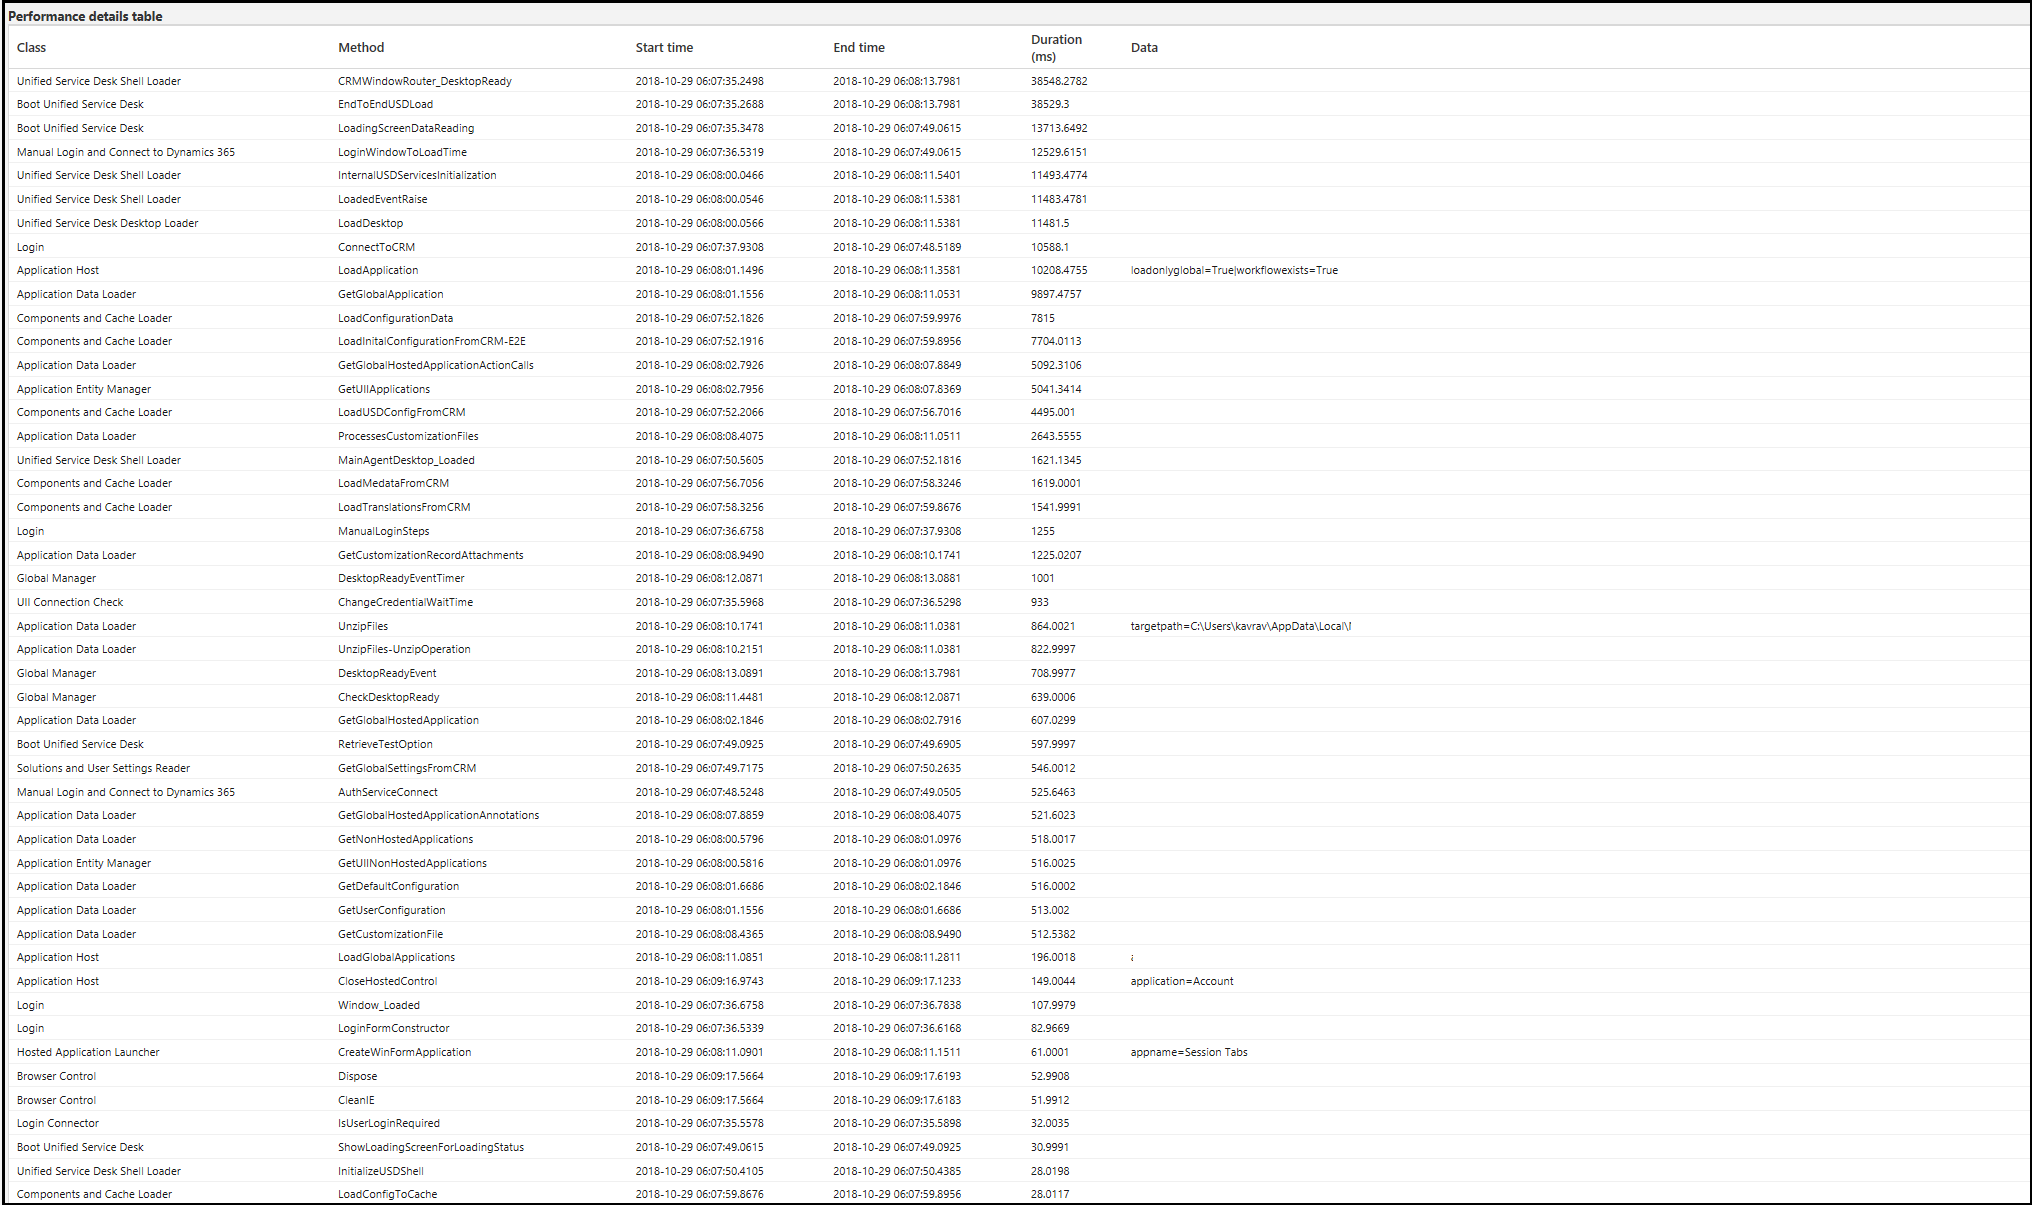 Performance details table
Class Method Start time End time Duration (ms) Data
Unified Service Desk Shell Loader CRMWindowRouter_DesktopReady 2018-10-29 06:07:35.2498 2018-10-29 06:08:13.7981 38548.2782
Boot Unified Service Desk EndToEndUSDLoad 2018-10-29 06:07:35.2688 2018-10-29 06:08:13.7981 38529.3
Boot Unified Service Desk LoadingScreenDataReading 2018-10-29 06:07:35.3478 2018-10-29 06:07:49.0615 13713.6492
Manual Login and Connect to Dynamics 365 LoginWindowToLoadTime 2018-10-29 06:07:36.5319 2018-10-29 06:07:49.0615 12529.6151
Unified Service Desk Shell Loader InternalUSDServicesInitialization 2018-10-29 06:08:00.0466 2018-10-29 06:08:11.5401 11493.4774
Unified Service Desk Shell Loader LoadedEventRaise 2018-10-29 06:08:00.0546 2018-10-29 06:08:11.5381 11483.4781
Unified Service Desk Desktop Loader LoadDesktop 2018-10-29 06:08:00.0566 2018-10-29 06:08:11.5381 11481.5
Login ConnectToCRM 2018-10-29 06:07:37.9308 2018-10-29 06:07:48.5189 10588.1
Application Host LoadApplication 2018-10-29 06:08:01.1496 2018-10-29 06:08:11.3581 10208.4755 loadonlyglobal=True|workflowexists=True
Application Data Loader GetGlobalApplication 2018-10-29 06:08:01.1556 2018-10-29 06:08:11.0531 9897.4757
Components and Cache Loader LoadConfigurationData 2018-10-29 06:07:52.1826 2018-10-29 06:07:59.9976 7815
Components and Cache Loader LoadInitalConfigurationFromCRM-E2E 2018-10-29 06:07:52.1916 2018-10-29 06:07:59.8956 7704.0113
Application Data Loader GetGlobalHostedApplicationActionCalls 2018-10-29 06:08:02.7926 2018-10-29 06:08:07.8849 5092.3106
Application Entity Manager GetUIIApplications 2018-10-29 06:08:02.7956 2018-10-29 06:08:07.8369 5041.3414
Components and Cache Loader LoadUSDConfigFromCRM 2018-10-29 06:07:52.2066 2018-10-29 06:07:56.7016 4495.001
Application Data Loader ProcessesCustomizationFiles 2018-10-29 06:08:08.4075 2018-10-29 06:08:11.0511 2643.5555
Unified Service Desk Shell Loader MainAgentDesktop_Loaded 2018-10-29 06:07:50.5605 2018-10-29 06:07:52.1816 1621.1345
Components and Cache Loader LoadMedataFromCRM 2018-10-29 06:07:56.7056 2018-10-29 06:07:58.3246 1619.0001
Components and Cache Loader LoadTranslationsFromCRM 2018-10-29 06:07:58.3256 2018-10-29 06:07:59.8676 1541.9991
Login ManualLoginSteps 2018-10-29 06:07:36.6758 2018-10-29 06:07:37.9308 1255
Application Data Loader GetCustomizationRecordAttachments 2018-10-29 06:08:08.9490 2018-10-29 06:08:10.1741 1225.0207
Global Manager DesktopReadyEventTimer 2018-10-29 06:08:12.0871 2018-10-29 06:08:13.0881 1001
UII Connection Check ChangeCredentialWaitTime 2018-10-29 06:07:35.5968 2018-10-29 06:07:36.5298 933
Application Data Loader UnzipFiles 2018-10-29 06:08:10.1741 2018-10-29 06:08:11.0381 864.0021 targetpath=C:\Users\kavrav\AppData\Local\
Application Data Loader UnzipFiles-UnzipOperation 2018-10-29 06:08:10.2151 2018-10-29 06:08:11.0381 822.9997
Global Manager DesktopReadyEvent 2018-10-29 06:08:13.0891 2018-10-29 06:08:13.7981 708.9977
Global Manager CheckDesktopReady 2018-10-29 06:08:11.4481 2018-10-29 06:08:12.0871 639.0006
Application Data Loader GetGlobalHostedApplication 2018-10-29 06:08:02.1846 2018-10-29 06:08:02.7916 607.0299
Boot Unified Service Desk RetrieveTestOption 2018-10-29 06:07:49.0925 2018-10-29 06:07:49.6905 597.9997
Solutions and User Settings Reader GetGlobalSettingsFromCRM 2018-10-29 06:07:49.7175 2018-10-29 06:07:50.2635 546.0012
Manual Login and Connect to Dynamics 365 AuthServiceConnect 2018-10-29 06:07:48.5248 2018-10-29 06:07:49.0505 525.6463
Application Data Loader GetGlobalHostedApplicationAnnotations 2018-10-29 06:08:07.8859 2018-10-29 06:08:08.4075 521.6023
Application Data Loader GetNonHostedApplications 2018-10-29 06:08:00.5796 2018-10-29 06:08:01.0976 518.0017
Application Entity Manager GetUIINonHostedApplications 2018-10-29 06:08:00.5816 2018-10-29 06:08:01.0976 516.0025
Application Data Loader GetDefaultConfiguration 2018-10-29 06:08:01.6686 2018-10-29 06:08:02.1846 516.0002
Application Data Loader GetUserConfiguration 2018-10-29 06:08:01.1556 2018-10-29 06:08:01.6686 513.002
Application Data Loader GetCustomizationFile 2018-10-29 06:08:08.4365 2018-10-29 06:08:08.9490 512.5382
Application Host LoadGlobalApplications 2018-10-29 06:08:11.0851 2018-10-29 06:08:11.2811 196.0018
Application Host CloseHostedControl 2018-10-29 06:09:16.9743 2018-10-29 06:09:17.1233 149.0044 application=Account
Login Window_Loaded 2018-10-29 06:07:36.6758 2018-10-29 06:07:36.7838 107.9979
Login LoginFormConstructor 2018-10-29 06:07:36.5339 2018-10-29 06:07:36.6168 82.9669
Hosted Application Launcher CreateWinFormApplication 2018-10-29 06:08:11.0901 2018-10-29 06:08:11.1511 61.0001 appname=Session Tabs
Browser Control Dispose 2018-10-29 06:09:17.5664 2018-10-29 06:09:17.6193 52.9908
Browser Control CleanIE 2018-10-29 06:09:17.5664 2018-10-29 06:09:17.6183 51.9912
Login Connector IsUserLoginRequired 2018-10-29 06:07:35.5578 2018-10-29 06:07:35.5898 32.0035
Boot Unified Service Desk ShowLoadingScreenForLoadingStatus 2018-10-29 06:07:49.0615 2018-10-29 06:07:49.0925 30.9991
Unified Service Desk Shell Loader InitializeUSDShell 2018-10-29 06:07:50.4105 2018-10-29 06:07:50.4385 28.0198
Components and Cache Loader LoadConfigToCache 2018-10-29 06:07:59.8676 2018-10-29 06:07:59.8956 28.0117